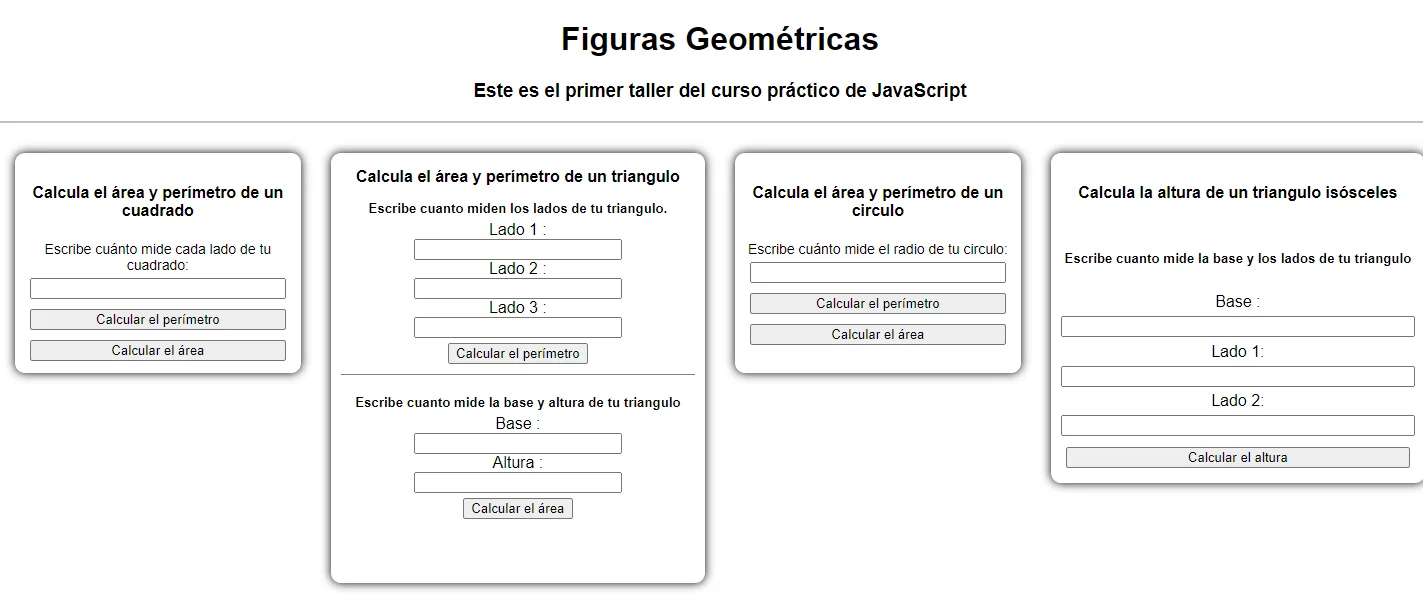 Figuras Geométricas
Este es el primer taller del curso práctico de JavaScript
Calcula el área y perímetro de un
cuadrado
Escribe cuánto mide cada lado de tu
cuadrado:
Calcular el perímetro
Calcular el área
Calcula el área y perímetro de un triangulo
Escribe cuanto miden los lados de tu triangulo.
Lado 1 :
Lado 2 :
Lado 3 :
Calcular el perímetro
Escribe cuanto mide la base y altura de tu triangulo
Base :
Altura :
Calcular el área
Calcula el área y perímetro de un
circulo
Escribe cuánto mide el radio de tu circulo:
Calcular el perímetro
Calcular el área
Calcula la altura de un triangulo isósceles
Escribe cuanto mide la base y los lados de tu triangulo
Base :
Lado 1:
Lado 2:
Calcular el altura